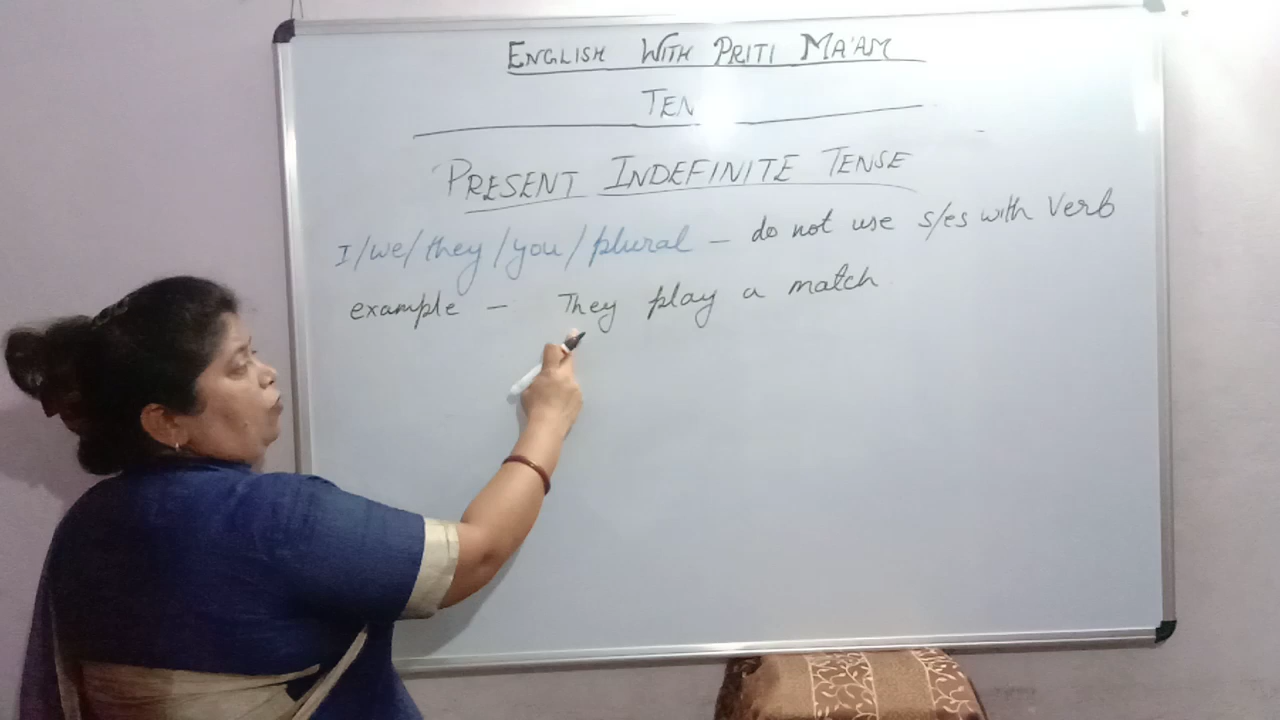 ENGLISH WITH PRITI MA'AM
TEN
PRESENT INDEFINITE TENSE
I/we/they/you/plural – do not use s/es with Verb
example – They play a match